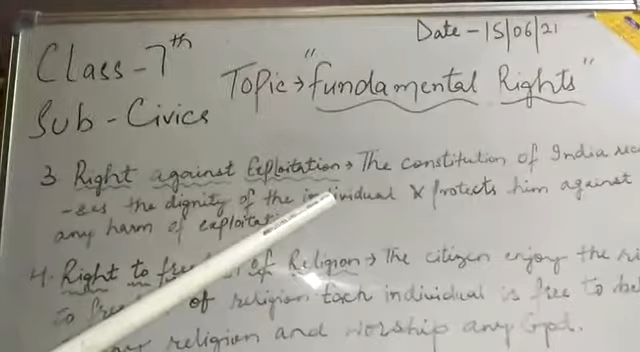 Date - 15/06/21
Class - 7th
Topic → "Fundamental Rights"
Sub - Civics
3 Right against Exploitation → The constitution of India
-ses the dignity of the individual & protects him against
any harm of
4. Right to of Religion → The citizen enjoy the
to of religion. Each individual is free to
religion and worship any God.